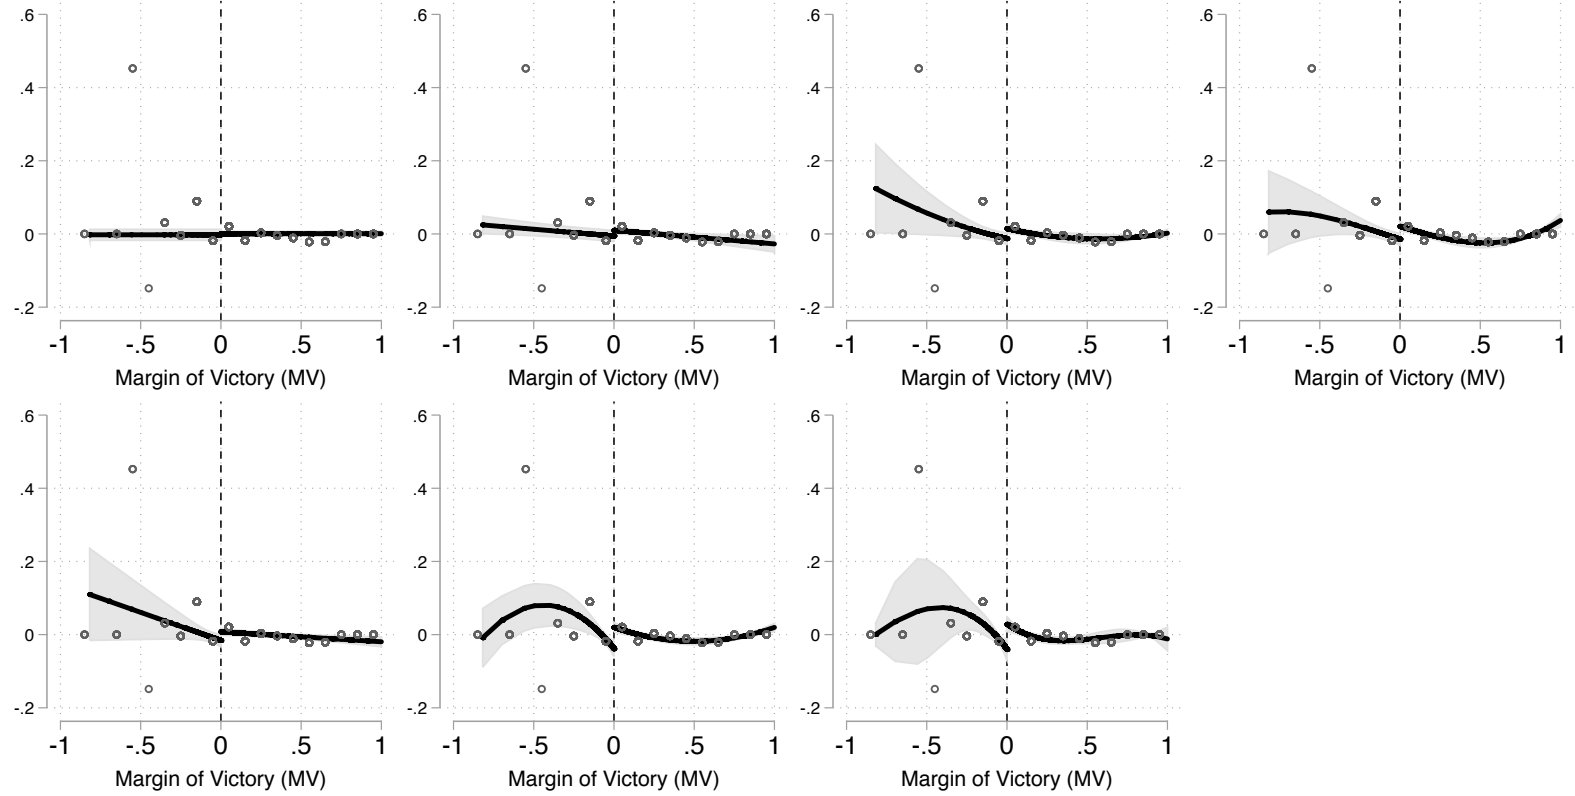 .6 .6 .6 .6
.4 .4 .4 .4
.2 .2 .2 .2
0 0 0 0
-.2 -.2 -.2 -.2
-1 -.5 0 .5 1 -1 -.5 0 .5 1 -1 -.5 0 .5 1 -1 -.5 0 .5 1
Margin of Victory (MV) Margin of Victory (MV) Margin of Victory (MV) Margin of Victory (MV)
.6 .6 .6
.4 .4 .4
.2 .2 .2
0 0 0
-.2 -.2 -.2
-1 -.5 0 .5 1 -1 -.5 0 .5 1 -1 -.5 0 .5 1
Margin of Victory (MV) Margin of Victory (MV) Margin of Victory (MV)